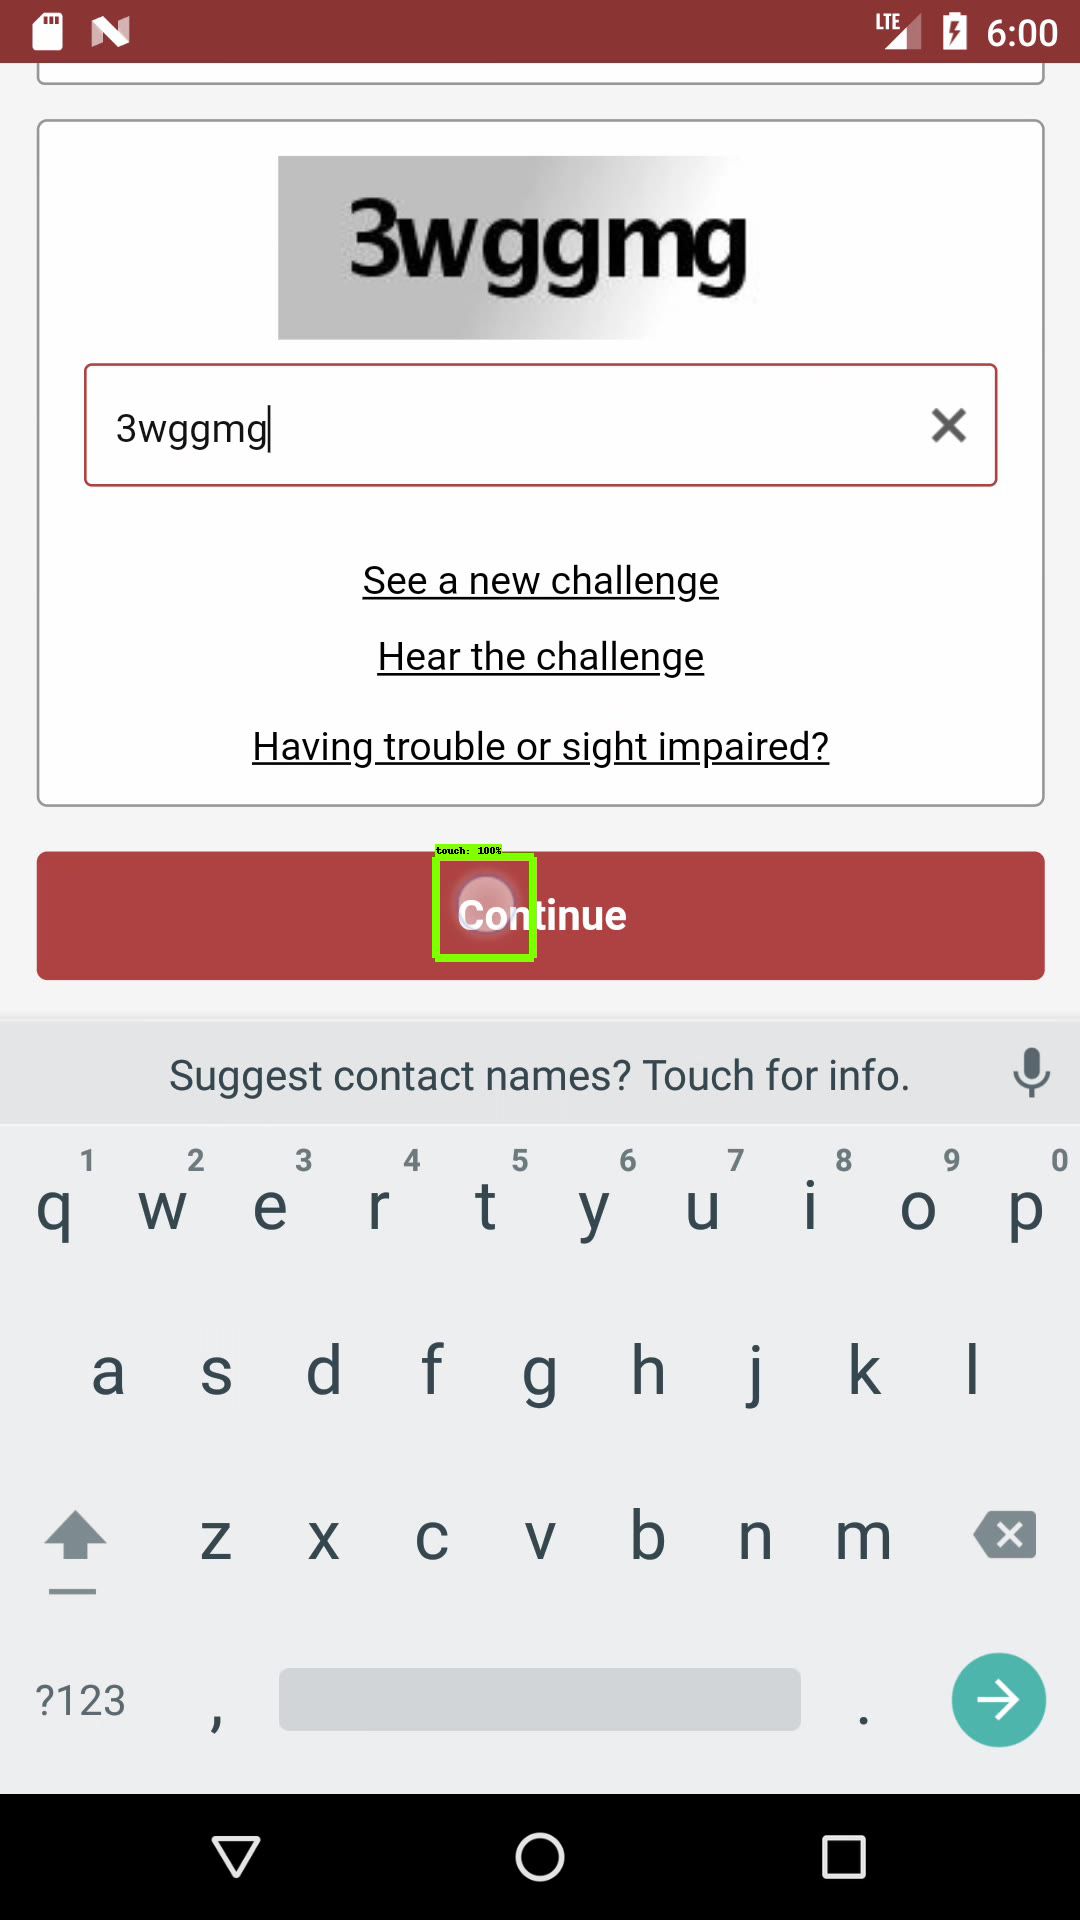 LTE 6:00
3wggmg
3wggmg
See a new challenge
Hear the challenge
Having trouble or sight impaired?
touch: 100%
Continue
Suggest contact names? Touch for info.
1 2 3 4 5 6 7 8 9 0
q w e r t y u i o p
a s d f g h j k l
z x c v b n m
?123 , .